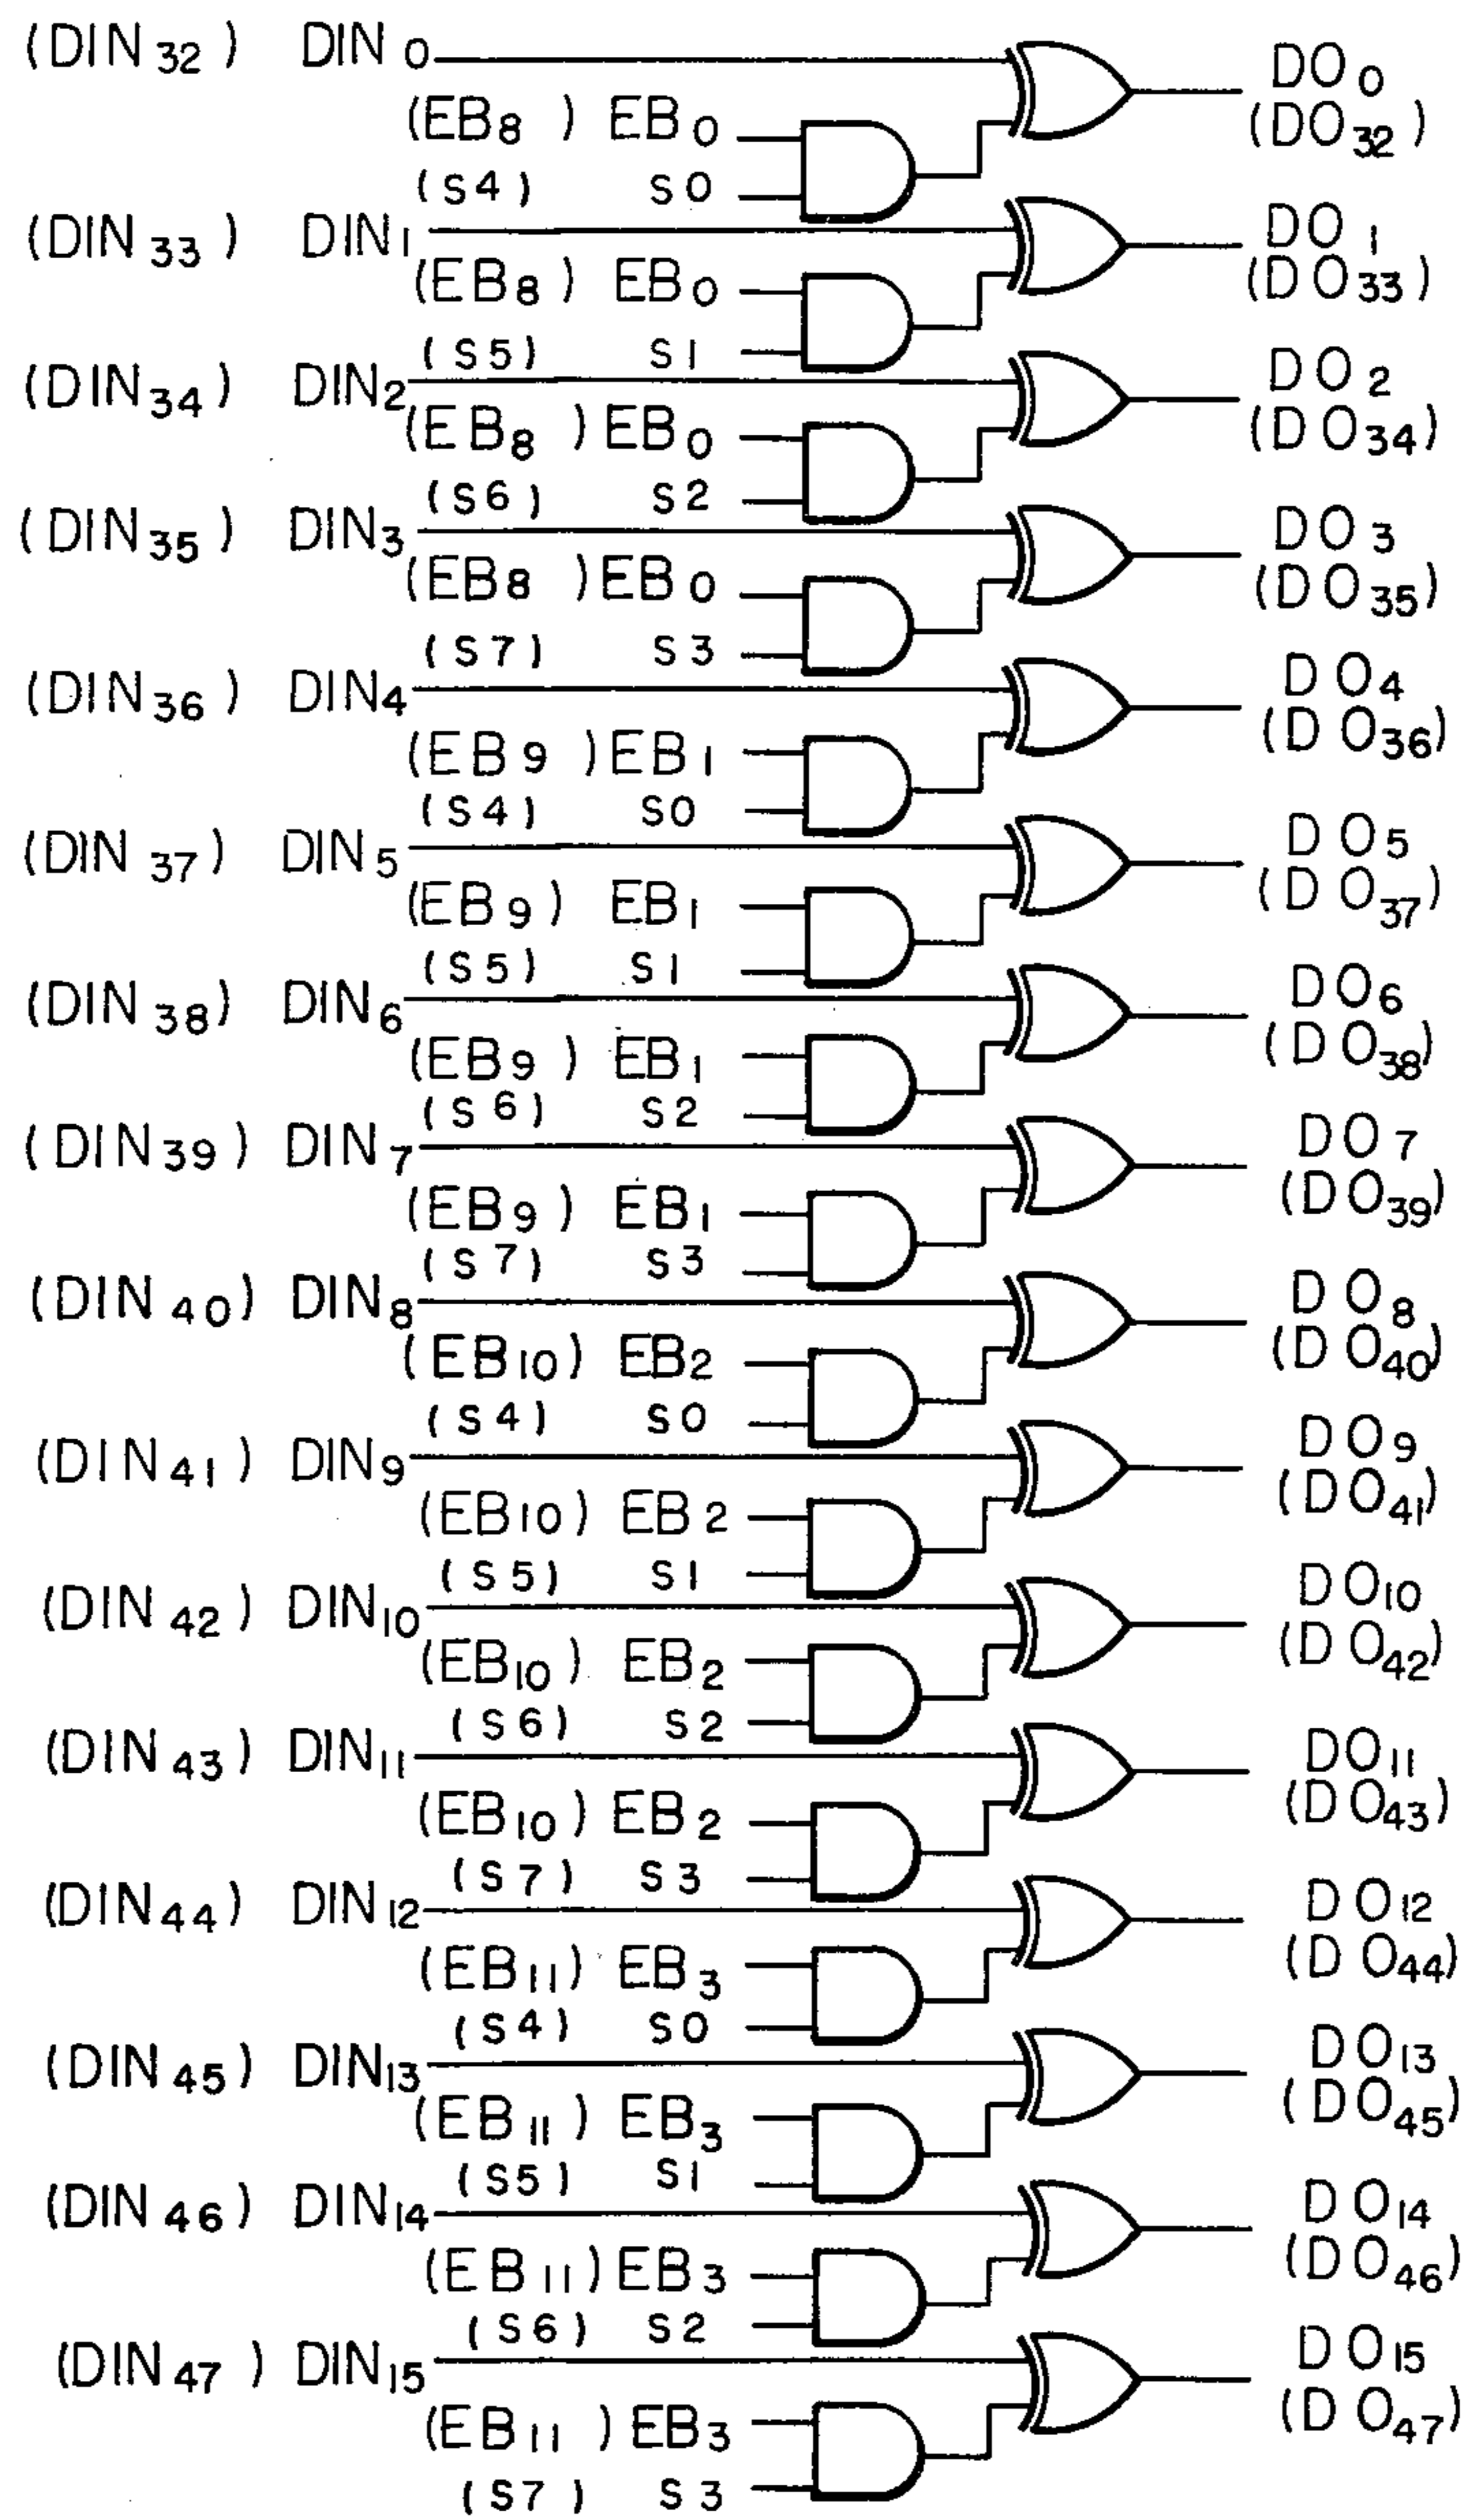 (DIN32) DIN0 DO0
(EB8) EB0 (DO32)
(S4) S0
(DIN33) DIN1 DO1
(EB8) EB0 (DO33)
(S5) S1
(DIN34) DIN2 DO2
(EB8) EB0 (DO34)
(S6) S2
(DIN35) DIN3 DO3
(EB8) EB0 (DO35)
(S7) S3
(DIN36) DIN4 DO4
(EB9) EB1 (DO36)
(S4) S0
(DIN37) DIN5 DO5
(EB9) EB1 (DO37)
(S5) S1
(DIN38) DIN6 DO6
(EB9) EB1 (DO38)
(S6) S2
(DIN39) DIN7 DO7
(EB9) EB1 (DO39)
(S7) S3
(DIN40) DIN8 DO8
(EB10) EB2 (DO40)
(S4) S0
(DIN41) DIN9 DO9
(EB10) EB2 (DO41)
(S5) S1
(DIN42) DIN10 DO10
(EB10) EB2 (DO42)
(S6) S2
(DIN43) DIN11 DO11
(EB10) EB2 (DO43)
(S7) S3
(DIN44) DIN12 DO12
(EB11) EB3 (DO44)
(S4) S0
(DIN45) DIN13 DO13
(EB11) EB3 (DO45)
(S5) S1
(DIN46) DIN14 DO14
(EB11) EB3 (DO46)
(S6) S2
(DIN47) DIN15 DO15
(EB11) EB3 (DO47)
(S7) S3